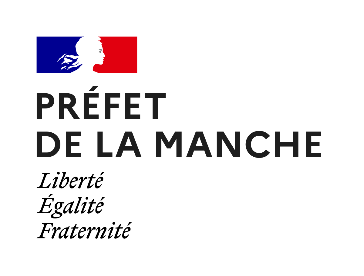 PRÉFET
DE LA MANCHE
Liberté
Égalité
Fraternité